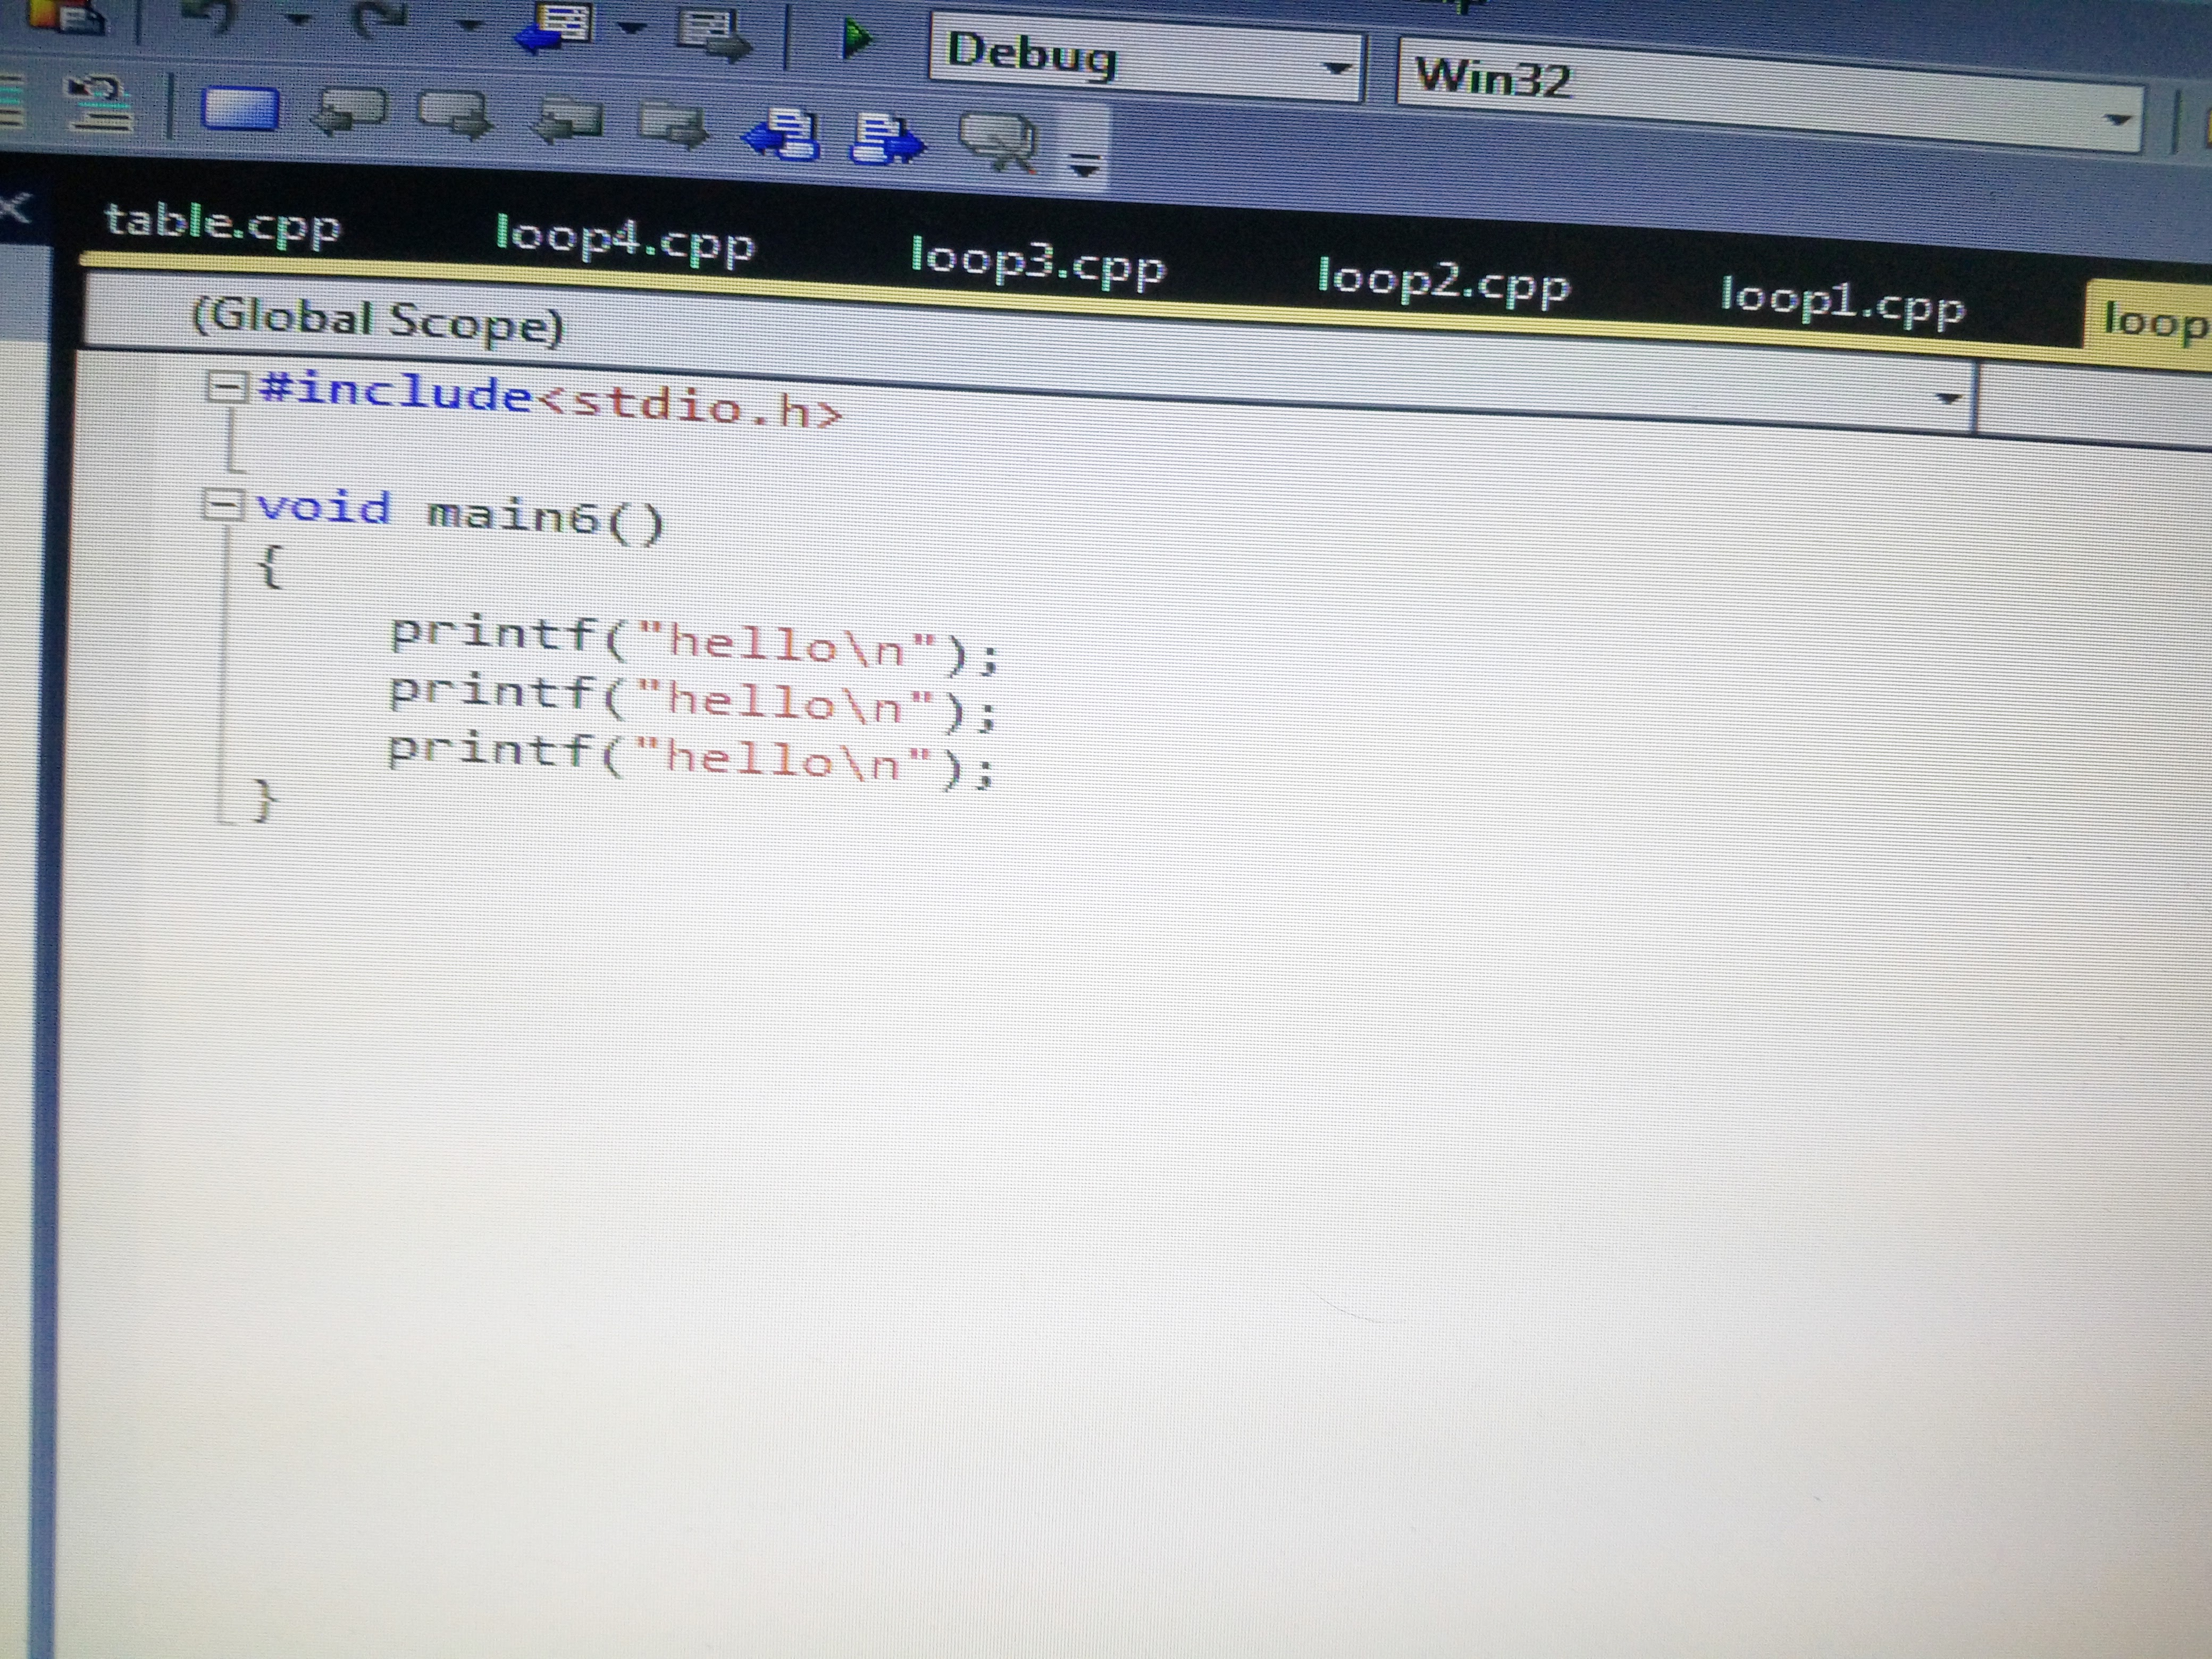 Debug Win32
table.cpp loop4.cpp loop3.cpp loop2.cpp loop1.cpp loop
(Global Scope)
#include<stdio.h>
void main6()
{
printf("hello\n");
printf("hello\n");
printf("hello\n");
}